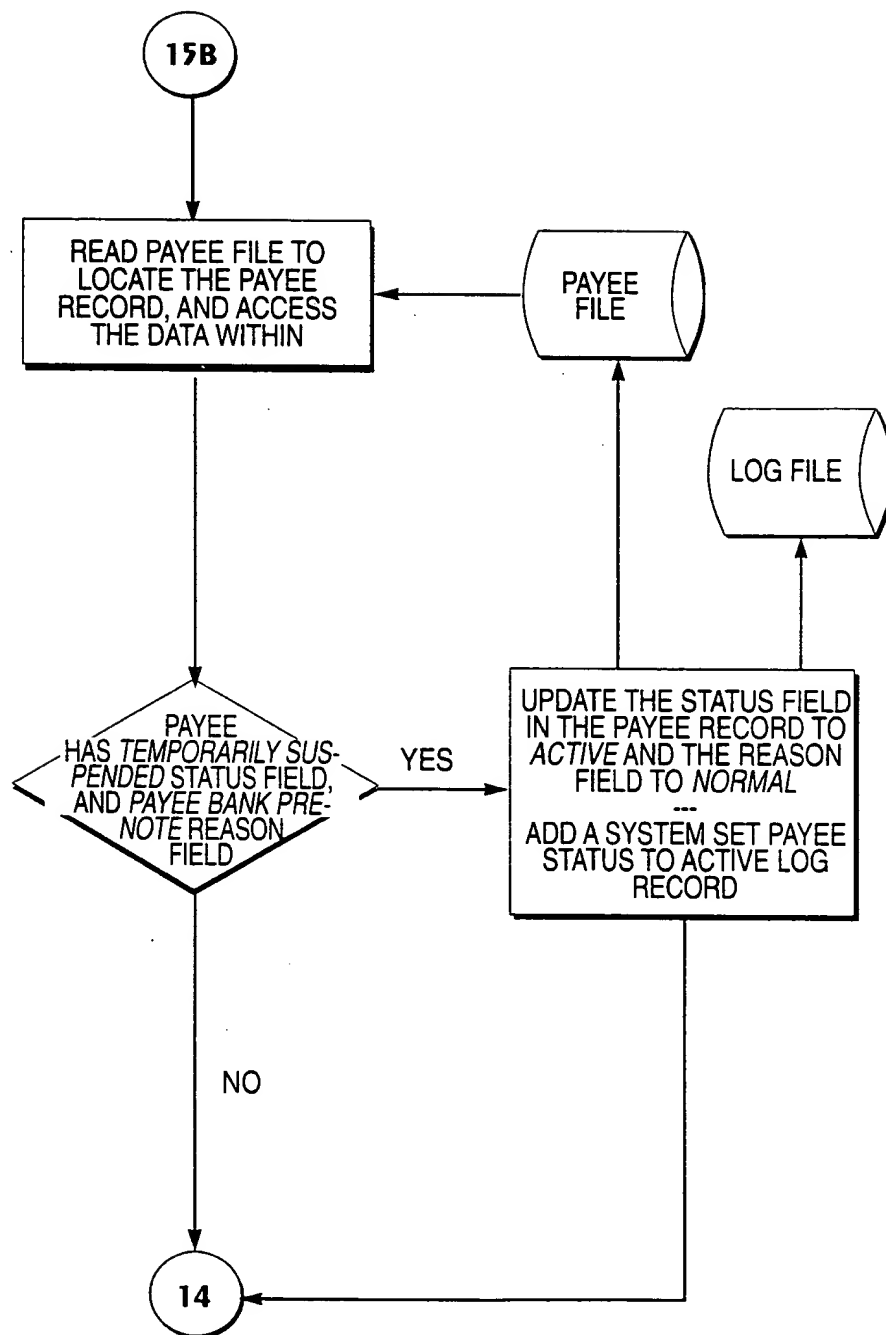 15B
READ PAYEE FILE TO
LOCATE THE PAYEE
RECORD, AND ACCESS
THE DATA WITHIN
PAYEE
FILE
LOG FILE
PAYEE
HAS TEMPORARILY SUS-
PENDED STATUS FIELD,
AND PAYEE BANK PRE-
NOTE REASON
FIELD
YES
UPDATE THE STATUS FIELD
IN THE PAYEE RECORD TO
ACTIVE AND THE REASON
FIELD TO NORMAL
---
ADD A SYSTEM SET PAYEE
STATUS TO ACTIVE LOG
RECORD
NO
14